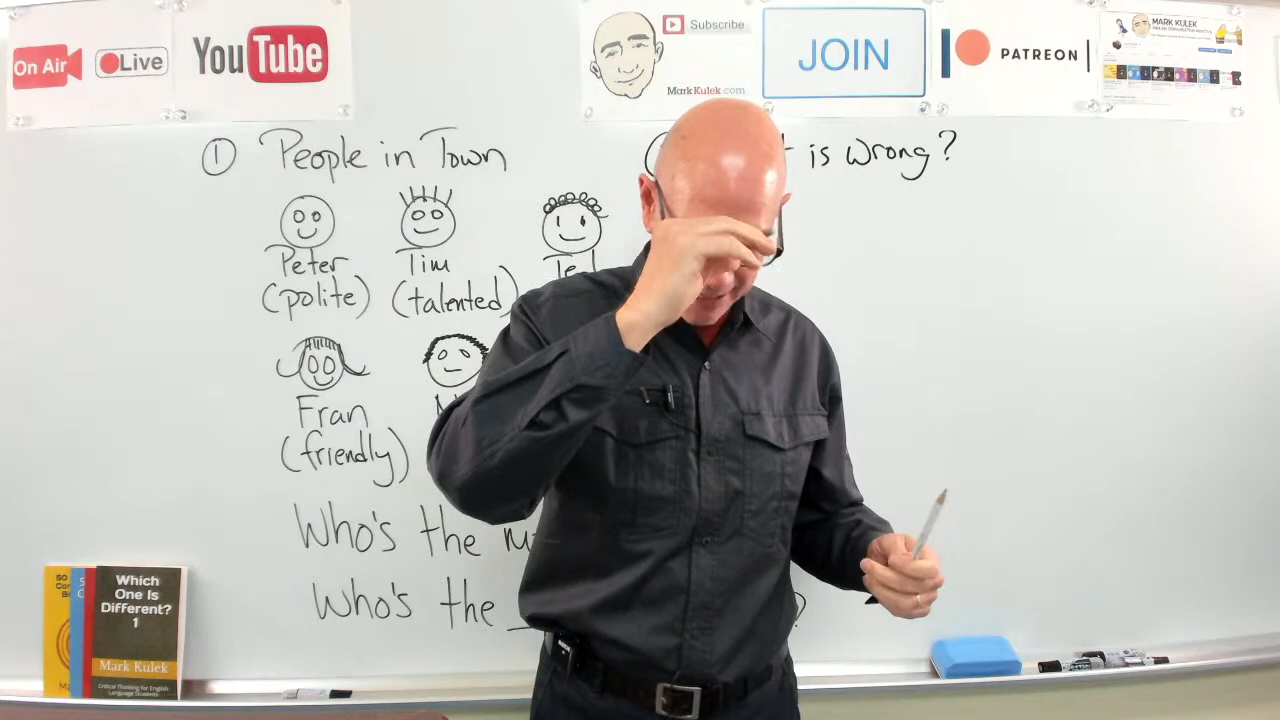 On Air
Live
YouTube
Subscribe
MarkKulek.com
JOIN
PATREON
MARK KULEK
① People in Town
is wrong?
Peter
Tim
(polite)
(talented)
Fran
(friendly)
Who's the
Who's the
?
Which
One Is
Different?
1
Mark Kulek
Critical Thinking for English
Language Students